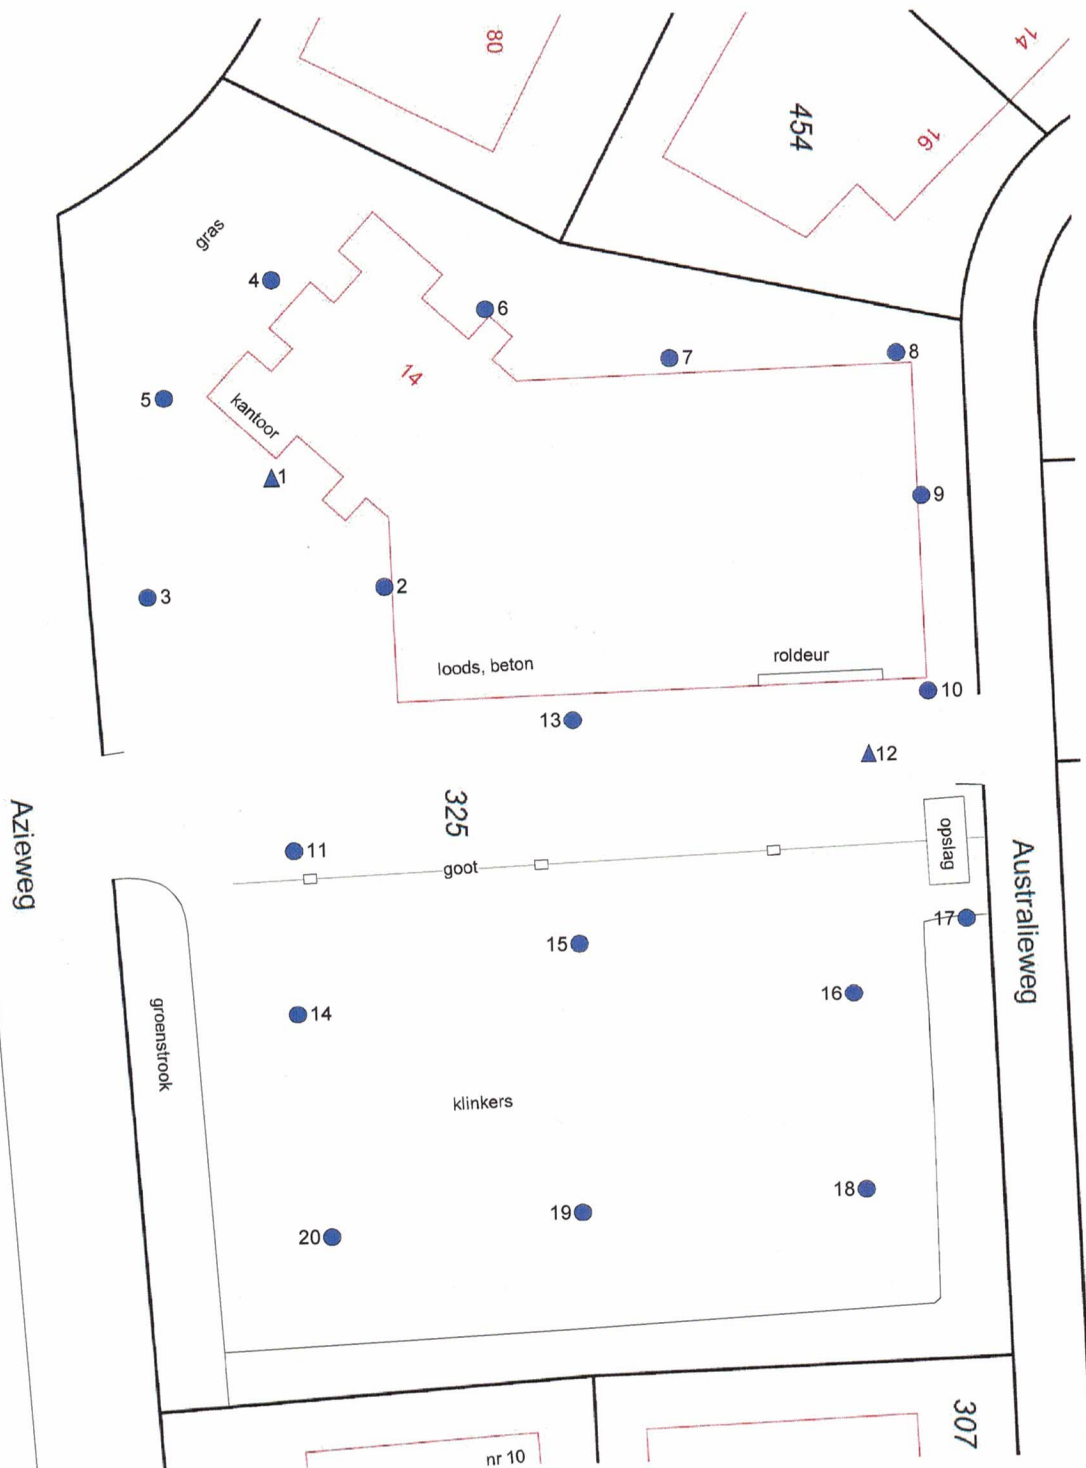 80
14
16
454
gras
4
6
7
8
14
5
kantoor
1
9
2
3
loods, beton
roldeur
10
13
12
325
Azieweg
opslag
11
goot
Australieweg
17
15
16
14
groenstrook
klinkers
18
19
20
307
nr 10